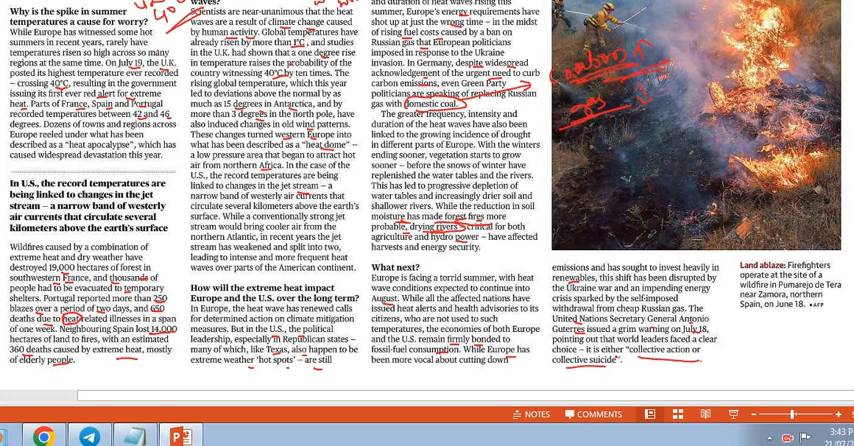 Why is the spike in summer
temperatures a cause for worry?
While Europe has witnessed some hot
summers in recent years, rarely have
temperatures risen so high across so many
regions at the same time. On July 19, the U.K.
posted its highest temperature ever recorded
– crossing 40°C, resulting in the government
issuing its first ever red alert for extreme
heat. Parts of France, Spain and Portugal
recorded temperatures between 42 and 46
degrees. Dozens of towns and regions across
Europe reeled under what has been
described as a “heat apocalypse”, which has
caused widespread devastation this year.
In U.S., the record temperatures are
being linked to changes in the jet
stream – a narrow band of westerly
air currents that circulate several
kilometers above the earth's surface
Wildfires caused by a combination of
extreme heat and dry weather have
destroyed 19,000 hectares of forest in
southwestern France, and thousands of
people had to be evacuated to temporary
shelters. Portugal reported more than 250
blazes over a period of two days, and 650
deaths due to heat-related illnesses in a span
of one week. Neighbouring Spain lost 14,000
hectares of land to fires, with an estimated
360 deaths caused by extreme heat, mostly
of elderly people.
waves?
Scientists are near-unanimous that the heat
waves are a result of climate change caused
by human activity. Global temperatures have
already risen by more than 1°C, and studies
in the U.K. had shown that a one degree rise
in temperature raises the probability of the
country witnessing 40°C by ten times. The
rising global temperature, which this year
led to deviations above the normal by as
much as 15 degrees in Antarctica, and by
more than 3 degrees in the north pole, have
also induced changes in old wind patterns.
These changes turned western Europe into
what has been described as a “heat dome” –
a low pressure area that began to attract hot
air from northern Africa. In the case of the
U.S., the record temperatures are being
linked to changes in the jet stream – a
narrow band of westerly air currents that
circulate several kilometers above the earth's
surface. While a conventionally strong jet
stream would bring cooler air from the
northern Atlantic, in recent years the jet
stream has weakened and split into two,
leading to intense and more frequent heat
waves over parts of the American continent.
How will the extreme heat impact
Europe and the U.S. over the long term?
In Europe, the heat wave has renewed calls
for determined action on climate mitigation
measures. But in the U.S., the political
leadership, especially in Republican states –
many of which, like Texas, also happen to be
extreme weather ‘hot spots’ – are still
and duration of heat waves rising this
summer, Europe's energy requirements have
shot up at just the wrong time – in the midst
of rising fuel costs caused by a ban on
Russian gas that European politicians
imposed in response to the Ukraine
invasion. In Germany, despite widespread
acknowledgement of the urgent need to curb
carbon emissions, even Green Party
politicians are speaking of replacing Russian
gas with domestic coal.
The greater frequency, intensity and
duration of the heat waves have also been
linked to the growing incidence of drought
in different parts of Europe. With the winters
ending sooner, vegetation starts to grow
sooner – before the snows of winter have
replenished the water tables and the rivers.
This has led to progressive depletion of
water tables and increasingly drier soil and
shallower rivers. While the reduction in soil
moisture has made forest fires more
probable, drying rivers – critical for both
agriculture and hydro power – have affected
harvests and energy security.
What next?
Europe is facing a torrid summer, with heat
wave conditions expected to continue into
August. While all the affected nations have
issued heat alerts and health advisories to its
citizens, who are not used to such
temperatures, the economies of both Europe
and the U.S. remain firmly bonded to
fossil-fuel consumption. While Europe has
been more vocal about cutting down
emissions and has sought to invest heavily in
renewables, this shift has been disrupted by
the Ukraine war and an impending energy
crisis sparked by the self-imposed
withdrawal from cheap Russian gas. The
United Nations Secretary General Antonio
Guterres issued a grim warning on July 18,
pointing out that world leaders faced a clear
choice – it is either “collective action or
collective suicide”.
Land ablaze: Firefighters
operate at the site of a
wildfire in Pumarejo de Tera
near Zamora, northern
Spain, on June 18. •AFP
40°C
carbon
gas
NOTES
COMMENTS
3:43 P